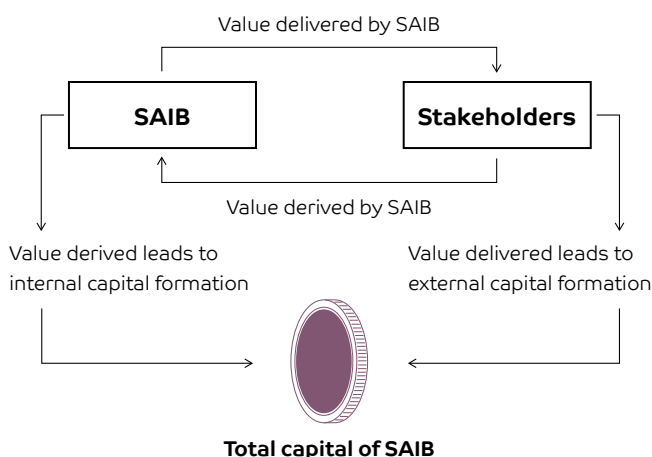 Value delivered by SAIB
SAIB
Stakeholders
Value derived by SAIB
Value derived leads to
internal capital formation
Value delivered leads to
external capital formation
Total capital of SAIB